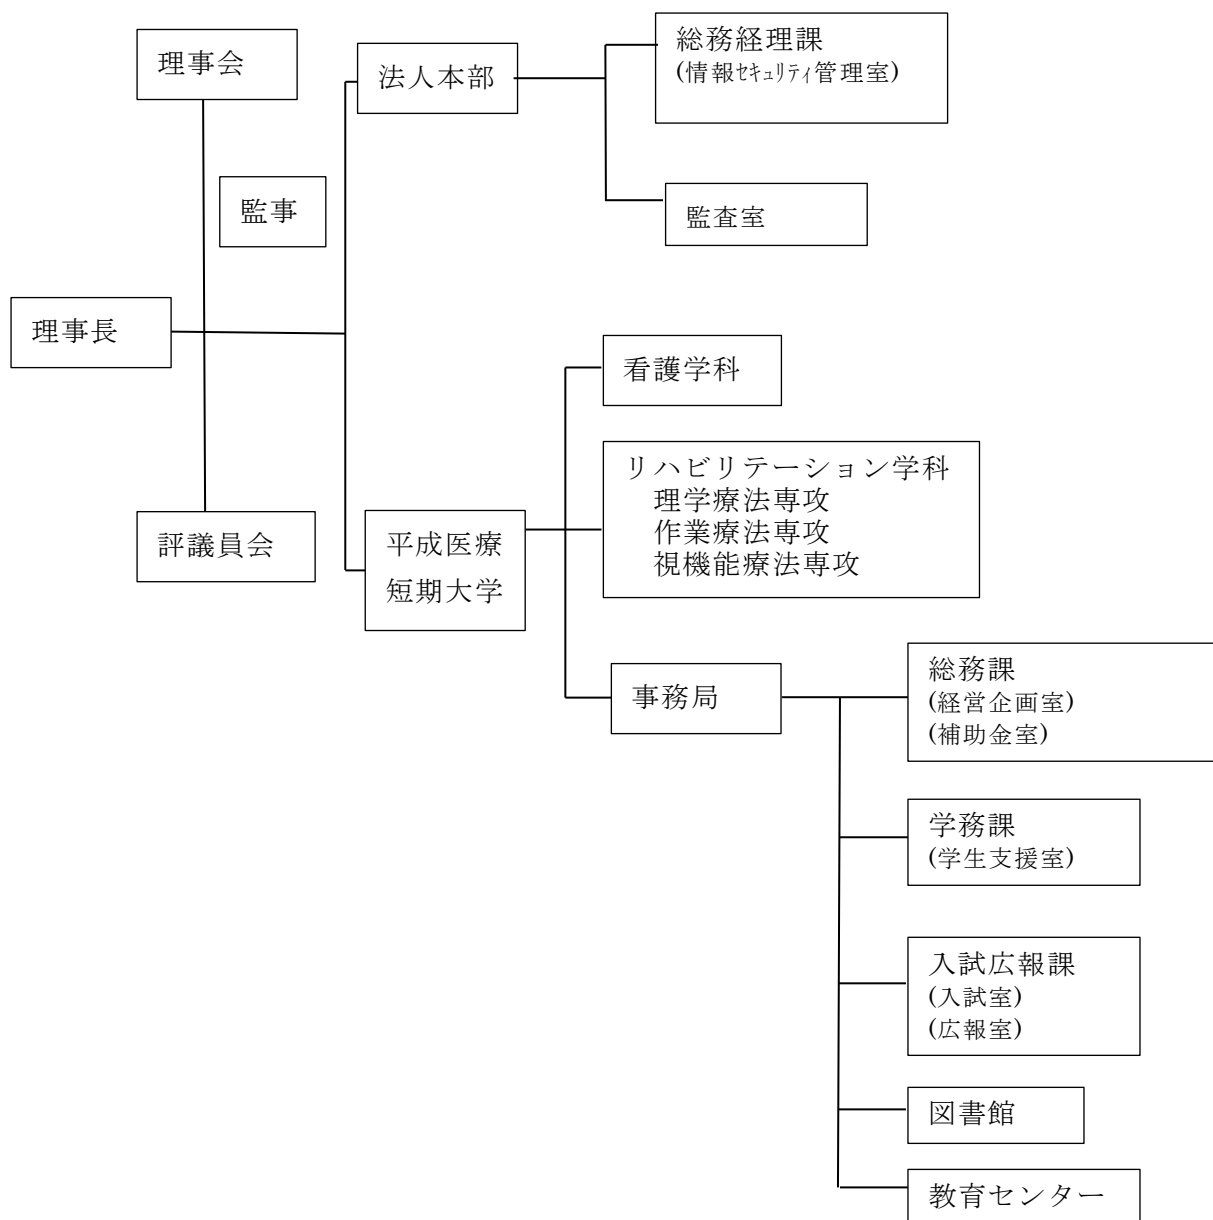 理事会
法人本部
総務経理課
(情報ｾｷｭﾘﾃｨ管理室)
監事
監査室
理事長
看護学科
リハビリテーション学科
理学療法専攻
作業療法専攻
視機能療法専攻
評議員会
平成医療
短期大学
事務局
総務課
(経営企画室)
(補助金室)
学務課
(学生支援室)
入試広報課
(入試室)
(広報室)
図書館
教育センター